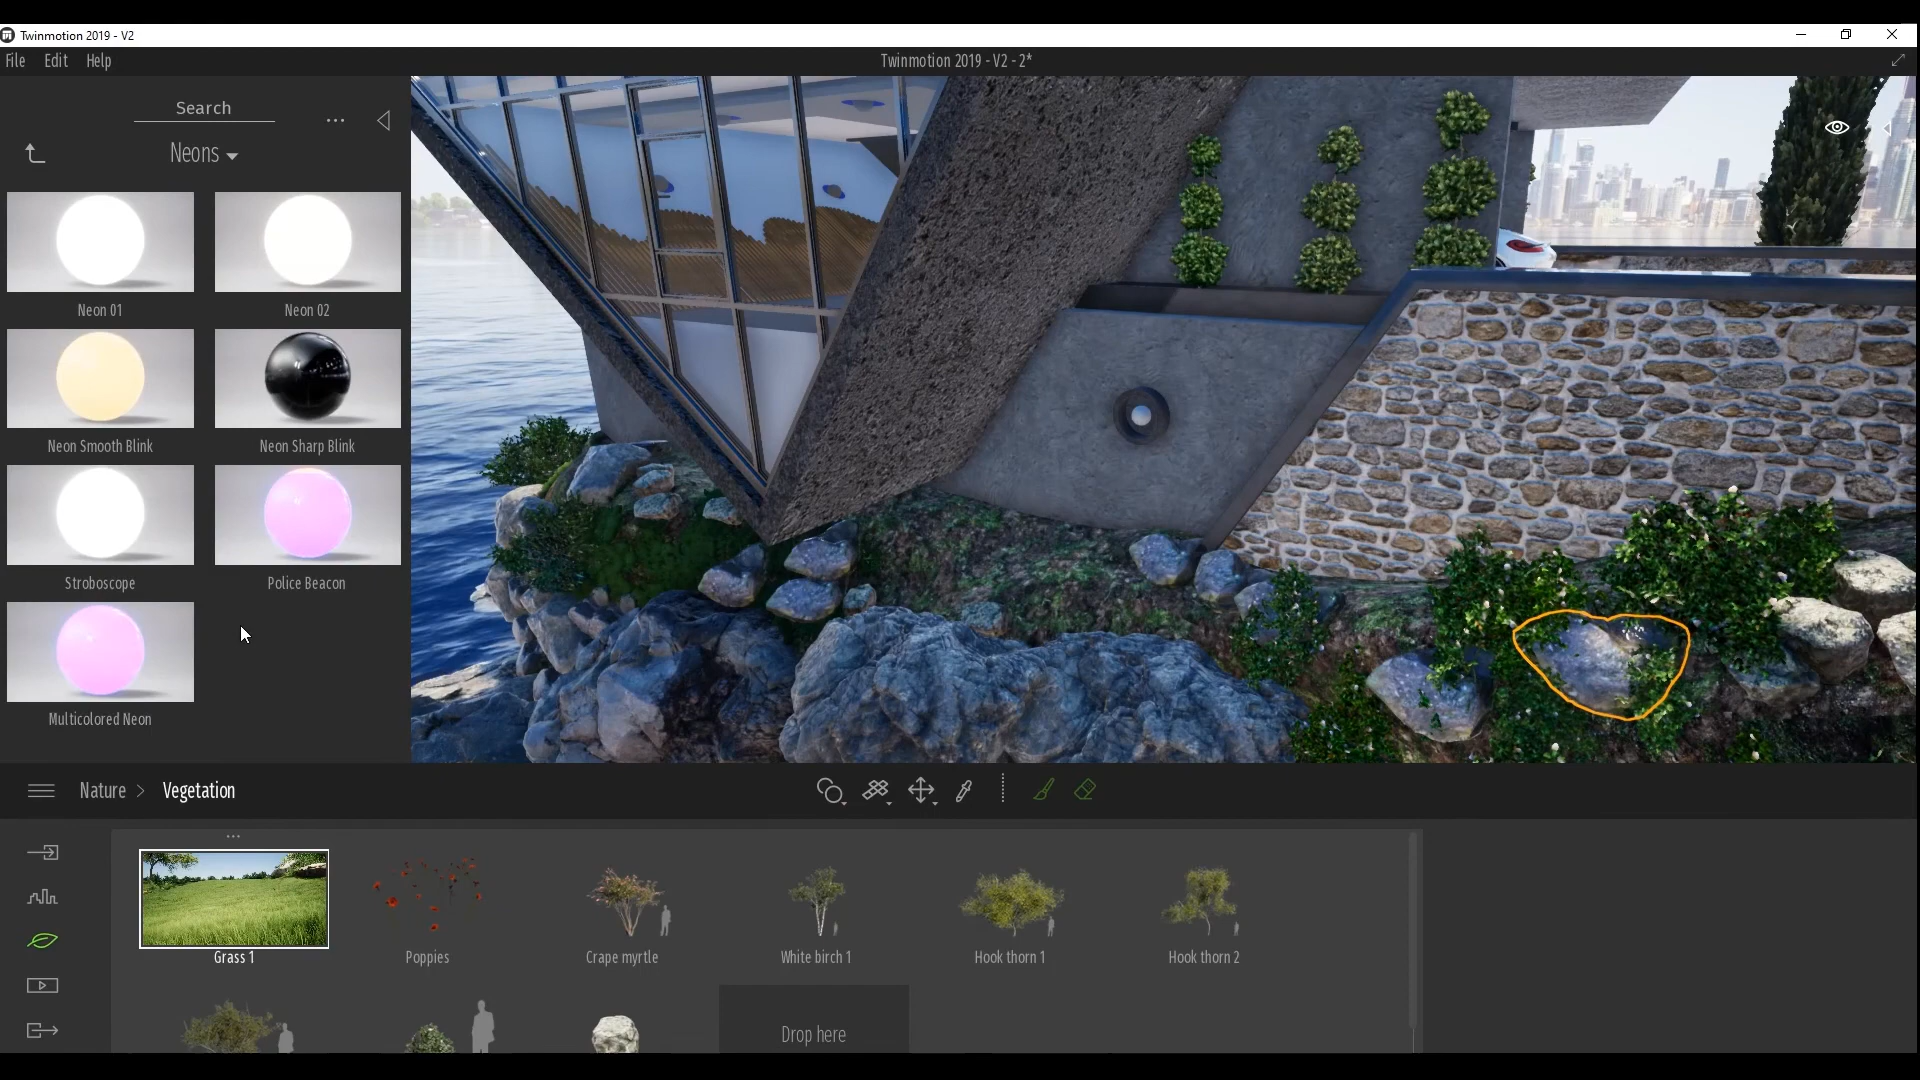 Twinmotion 2019 - V2
File Edit Help
Twinmotion 2019 - V2 - 2*
Search
Neons
Neon 01
Neon 02
Neon Smooth Blink
Neon Sharp Blink
Stroboscope
Police Beacon
Multicolored Neon
Nature > Vegetation
Grass 1
Poppies
Crape myrtle
White birch 1
Hook thorn 1
Hook thorn 2
Drop here